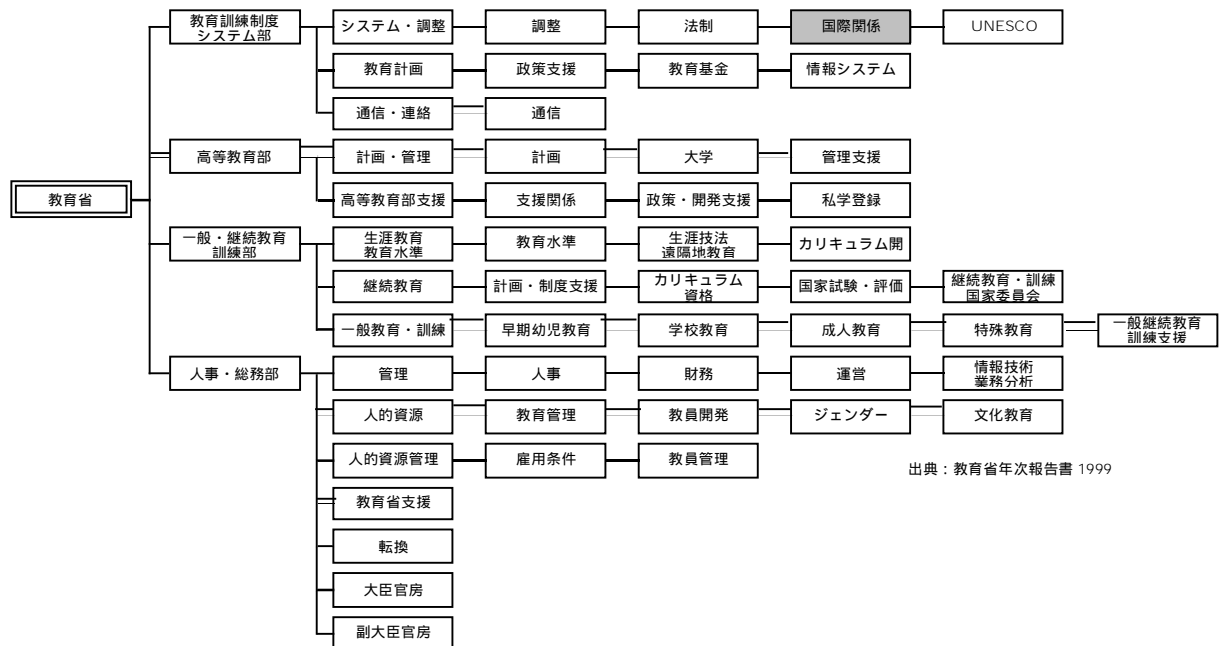 教育訓練制度
システム部
システム・調整
調整
法制
国際関係
UNESCO
教育計画
政策支援
教育基金
情報システム
通信・連絡
通信
高等教育部
計画・管理
計画
大学
管理支援
教育省
高等教育部支援
支援関係
政策・開発支援
私学登録
一般・継続教育
訓練部
生涯教育
教育水準
教育水準
生涯技法
遠隔地教育
カリキュラム開
継続教育
計画・制度支援
カリキュラム
資格
国家試験・評価
継続教育・訓練
国家委員会
一般教育・訓練
早期幼児教育
学校教育
成人教育
特殊教育
一般継続教育
訓練支援
人事・総務部
管理
人事
財務
運営
情報技術
業務分析
人的資源
教育管理
教員開発
ジェンダー
文化教育
人的資源管理
雇用条件
教員管理
出典:教育省年次報告書 1999
教育省支援
転換
大臣官房
副大臣官房